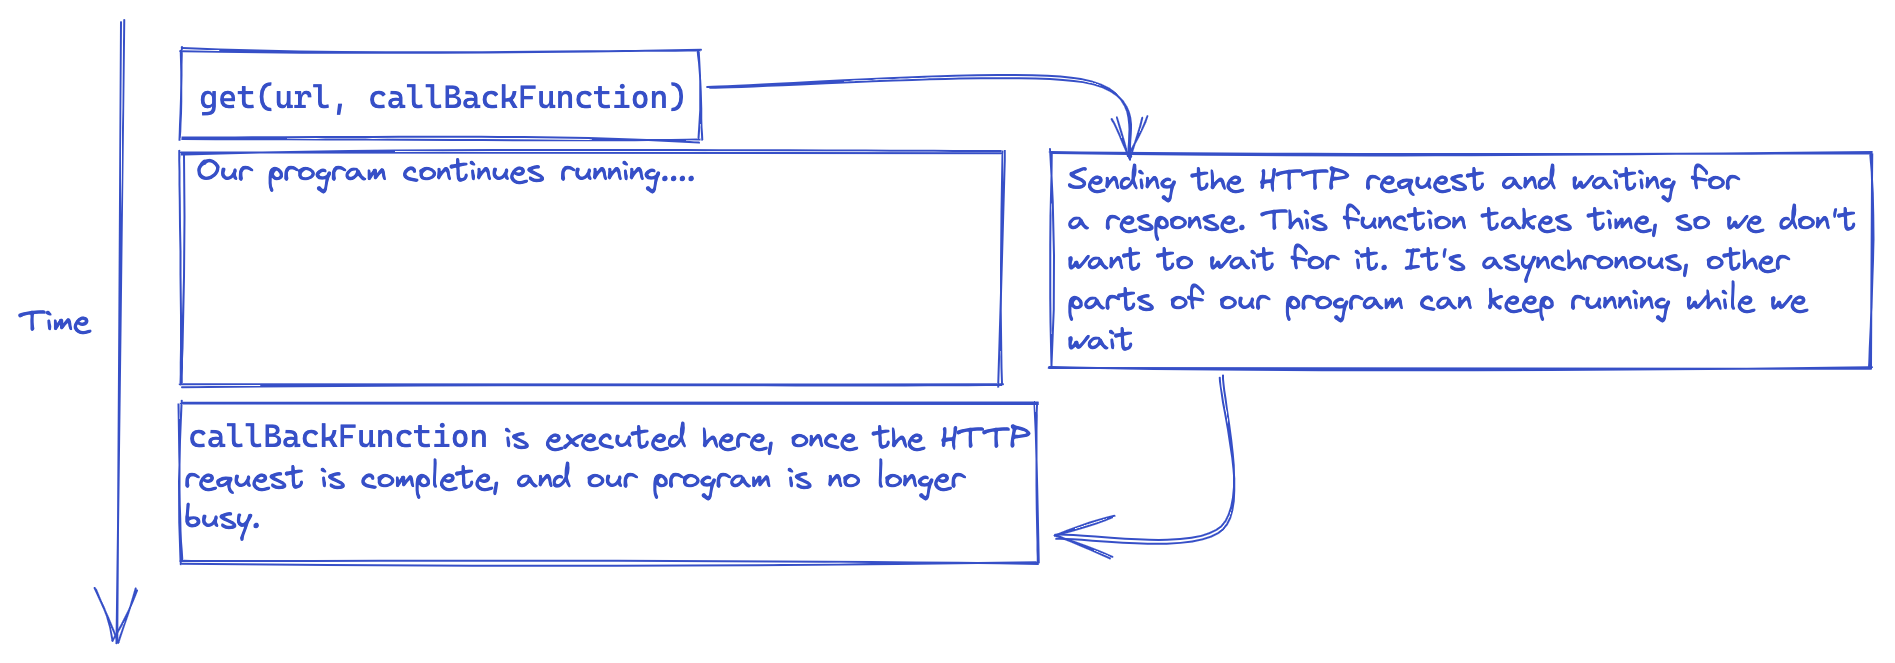 get(url, callBackFunction)
Our program continues running....
Sending the HTTP request and waiting for
a response. This function takes time, so we don't
want to wait for it. It's asynchronous, other
parts of our program can keep running while we
wait
Time
callBackFunction is executed here, once the HTTP
request is complete, and our program is no longer
busy.